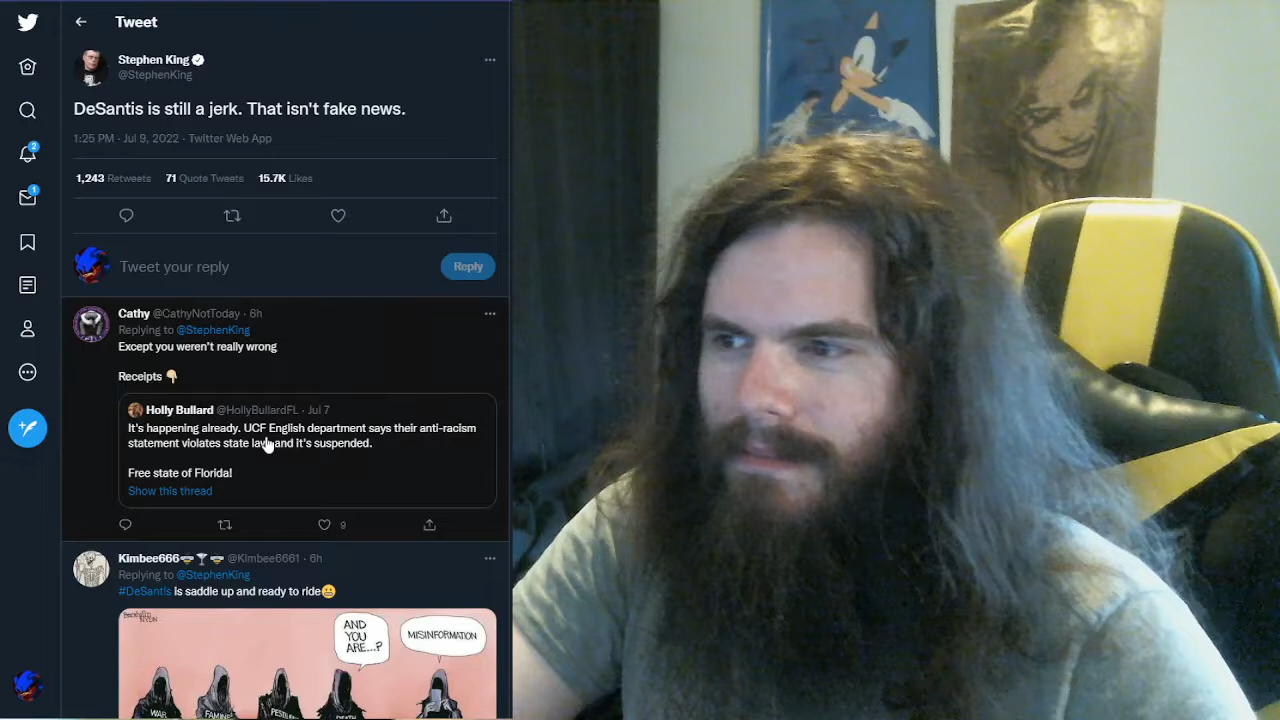 Tweet
Stephen King
@StephenKing
DeSantis is still a jerk. That isn't fake news.
1:25 PM · Jul 9, 2022 · Twitter Web App
1,243 Retweets 71 Quote Tweets 15.7K Likes
2
1
Tweet your reply
Reply
Cathy @CathyNotToday · 6h
Replying to @StephenKing
Except you weren't really wrong
Receipts 👇🏼
Holly Bullard @HollyBullardFL · Jul 7
It's happening already. UCF English department says their anti-racism
statement violates state law and it's suspended.
Free state of Florida!
Show this thread
9
Kimbee666 @Kimbee6661 · 6h
Replying to @StephenKing
#DeSantis is saddle up and ready to ride😬
AND
YOU
ARE...?
MISINFORMATION
WAR
FAMINE